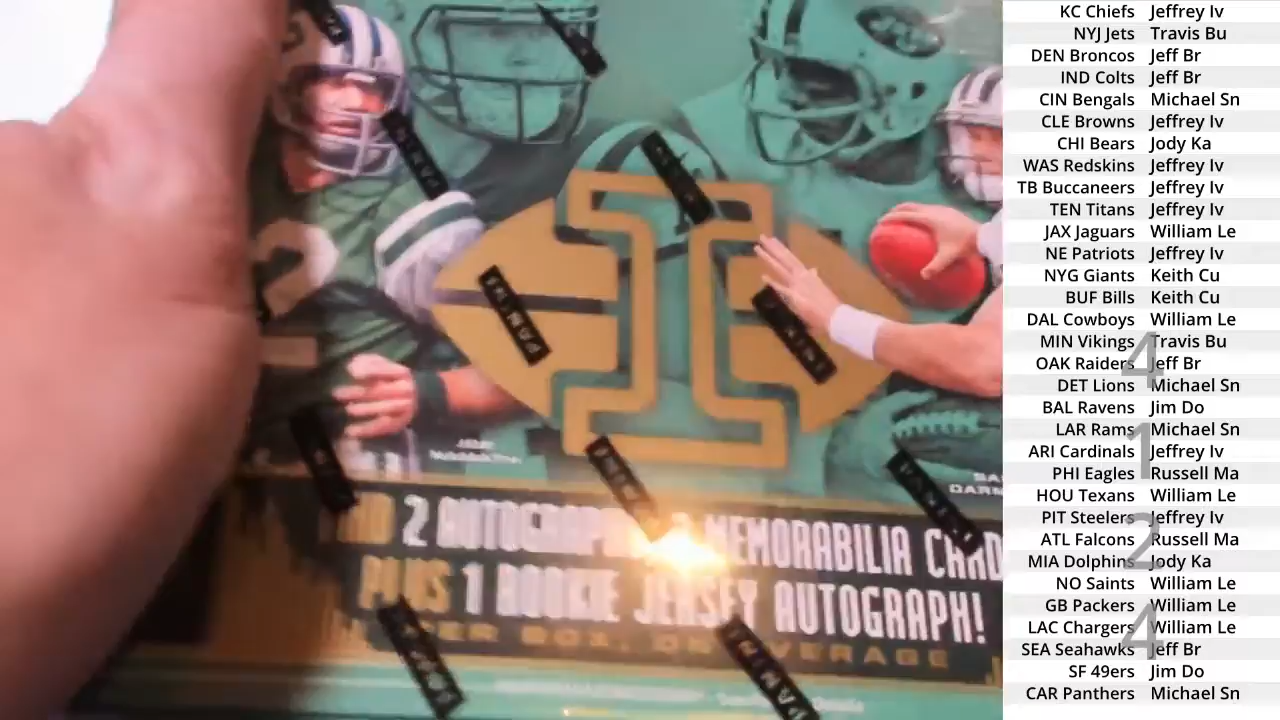 2 AUTOGRAPH MEMORABILIA CARD
PLUS 1 ROOKIE JERSEY AUTOGRAPH!
PER BOX, ON AVERAGE
KC Chiefs Jeffrey Iv
NYJ Jets Travis Bu
DEN Broncos Jeff Br
IND Colts Jeff Br
CIN Bengals Michael Sn
CLE Browns Jeffrey Iv
CHI Bears Jody Ka
WAS Redskins Jeffrey Iv
TB Buccaneers Jeffrey Iv
TEN Titans Jeffrey Iv
JAX Jaguars William Le
NE Patriots Jeffrey Iv
NYG Giants Keith Cu
BUF Bills Keith Cu
DAL Cowboys William Le
MIN Vikings Travis Bu
OAK Raiders Jeff Br
DET Lions Michael Sn
BAL Ravens Jim Do
LAR Rams Michael Sn
ARI Cardinals Jeffrey Iv
PHI Eagles Russell Ma
HOU Texans William Le
PIT Steelers Jeffrey Iv
ATL Falcons Russell Ma
MIA Dolphins Jody Ka
NO Saints William Le
GB Packers William Le
LAC Chargers William Le
SEA Seahawks Jeff Br
SF 49ers Jim Do
CAR Panthers Michael Sn
4
1
2
4